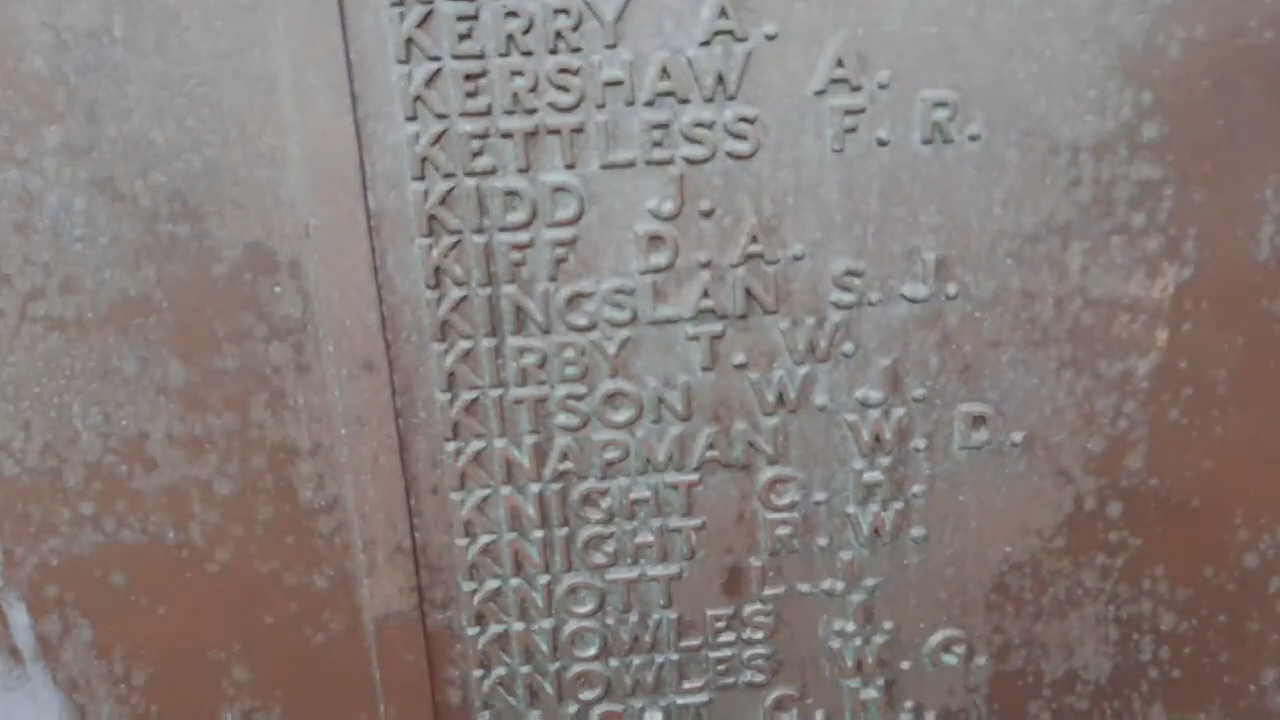 KERRY A.
KERSHAW A.
KETTLESS F. R.
KIDD J.
KIFF D. A.
KINGSLAN S. J.
KIRBY T. W.
KITSON W. J.
KNAPMAN W. D.
KNIGHT C.
KNIGHT R. W.
KNOTT L. J.
KNOWLES J.
KNOWLES W. G.